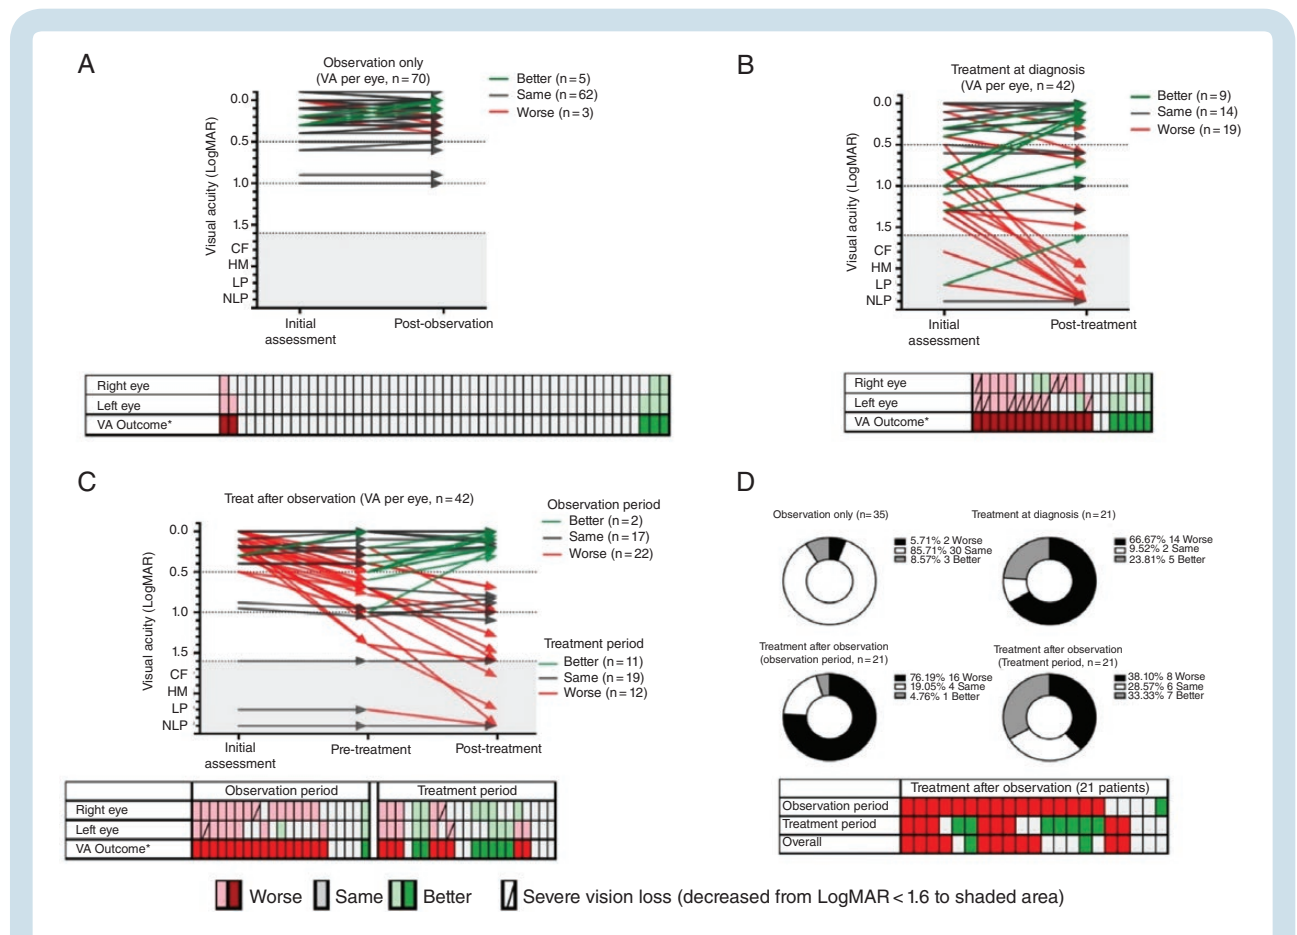 A
Observation only
(VA per eye, n=70)
Better (n=5)
Same (n=62)
Worse (n=3)
Visual acuity (LogMAR)
0.0
0.5
1.0
1.5
CF
HM
LP
NLP
Initial
assessment
Post-observation
Right eye
Left eye
VA Outcome*
B
Treatment at diagnosis
(VA per eye, n=42)
Better (n=9)
Same (n=14)
Worse (n=19)
Visual acuity (LogMAR)
0.0
0.5
1.0
1.5
CF
HM
LP
NLP
Initial
assessment
Post-treatment
Right eye
Left eye
VA Outcome*
C
Treat after observation (VA per eye, n=42)
Observation period
Better (n=2)
Same (n=17)
Worse (n=22)
Treatment period
Better (n=11)
Same (n=19)
Worse (n=12)
Visual acuity (LogMAR)
0.0
0.5
1.0
1.5
CF
HM
LP
NLP
Initial
assessment
Pre-treatment
Post-treatment
Observation period
Treatment period
Right eye
Left eye
VA Outcome*
D
Observation only (n=35)
5.71% 2 Worse
85.71% 30 Same
8.57% 3 Better
Treatment at diagnosis (n=21)
66.67% 14 Worse
9.52% 2 Same
23.81% 5 Better
Treatment after observation
(observation period, n=21)
76.19% 16 Worse
19.05% 4 Same
4.76% 1 Better
Treatment after observation
(Treatment period, n=21)
38.10% 8 Worse
28.57% 6 Same
33.33% 7 Better
Treatment after observation (21 patients)
Observation period
Treatment period
Overall
Worse
Same
Better
Severe vision loss (decreased from LogMAR < 1.6 to shaded area)